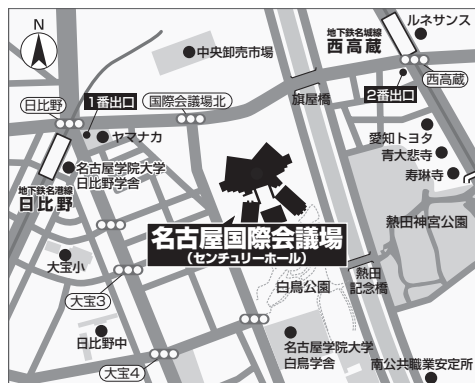 N
中央卸売市場
地下鉄名城線
西高蔵
ルネサンス
西高蔵
日比野
1番出口
国際会議場北
旗屋橋
2番出口
ヤマナカ
愛知トヨタ
青大悲寺
寿琳寺
名古屋学院大学
日比野学舎
地下鉄名港線
日比野
熱田神宮公園
名古屋国際会議場
(センチュリーホール)
大宝小
白鳥公園
熱田
記念橋
大宝3
日比野中
名古屋学院大学
白鳥学舎
大宝4
南公共職業安定所